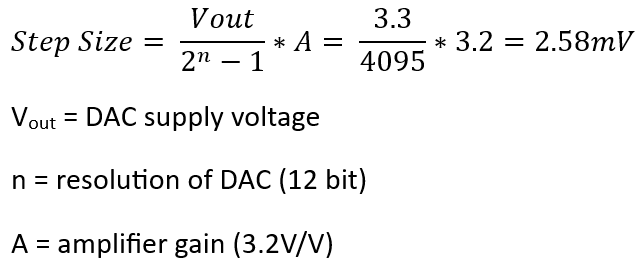 Step Size = Vout / 2ⁿ − 1 * A = 3.3 / 4095 * 3.2 = 2.58mV
Vout = DAC supply voltage
n = resolution of DAC (12 bit)
A = amplifier gain (3.2V/V)